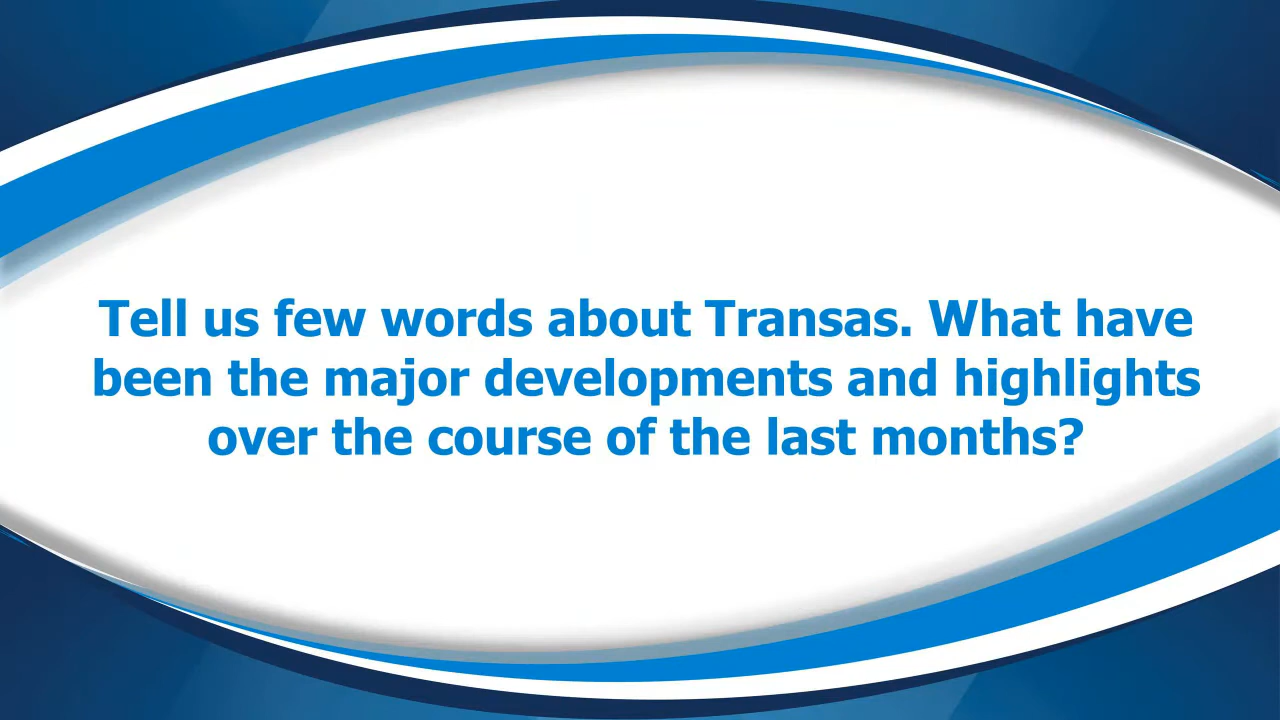 Tell us few words about Transas. What have
been the major developments and highlights
over the course of the last months?